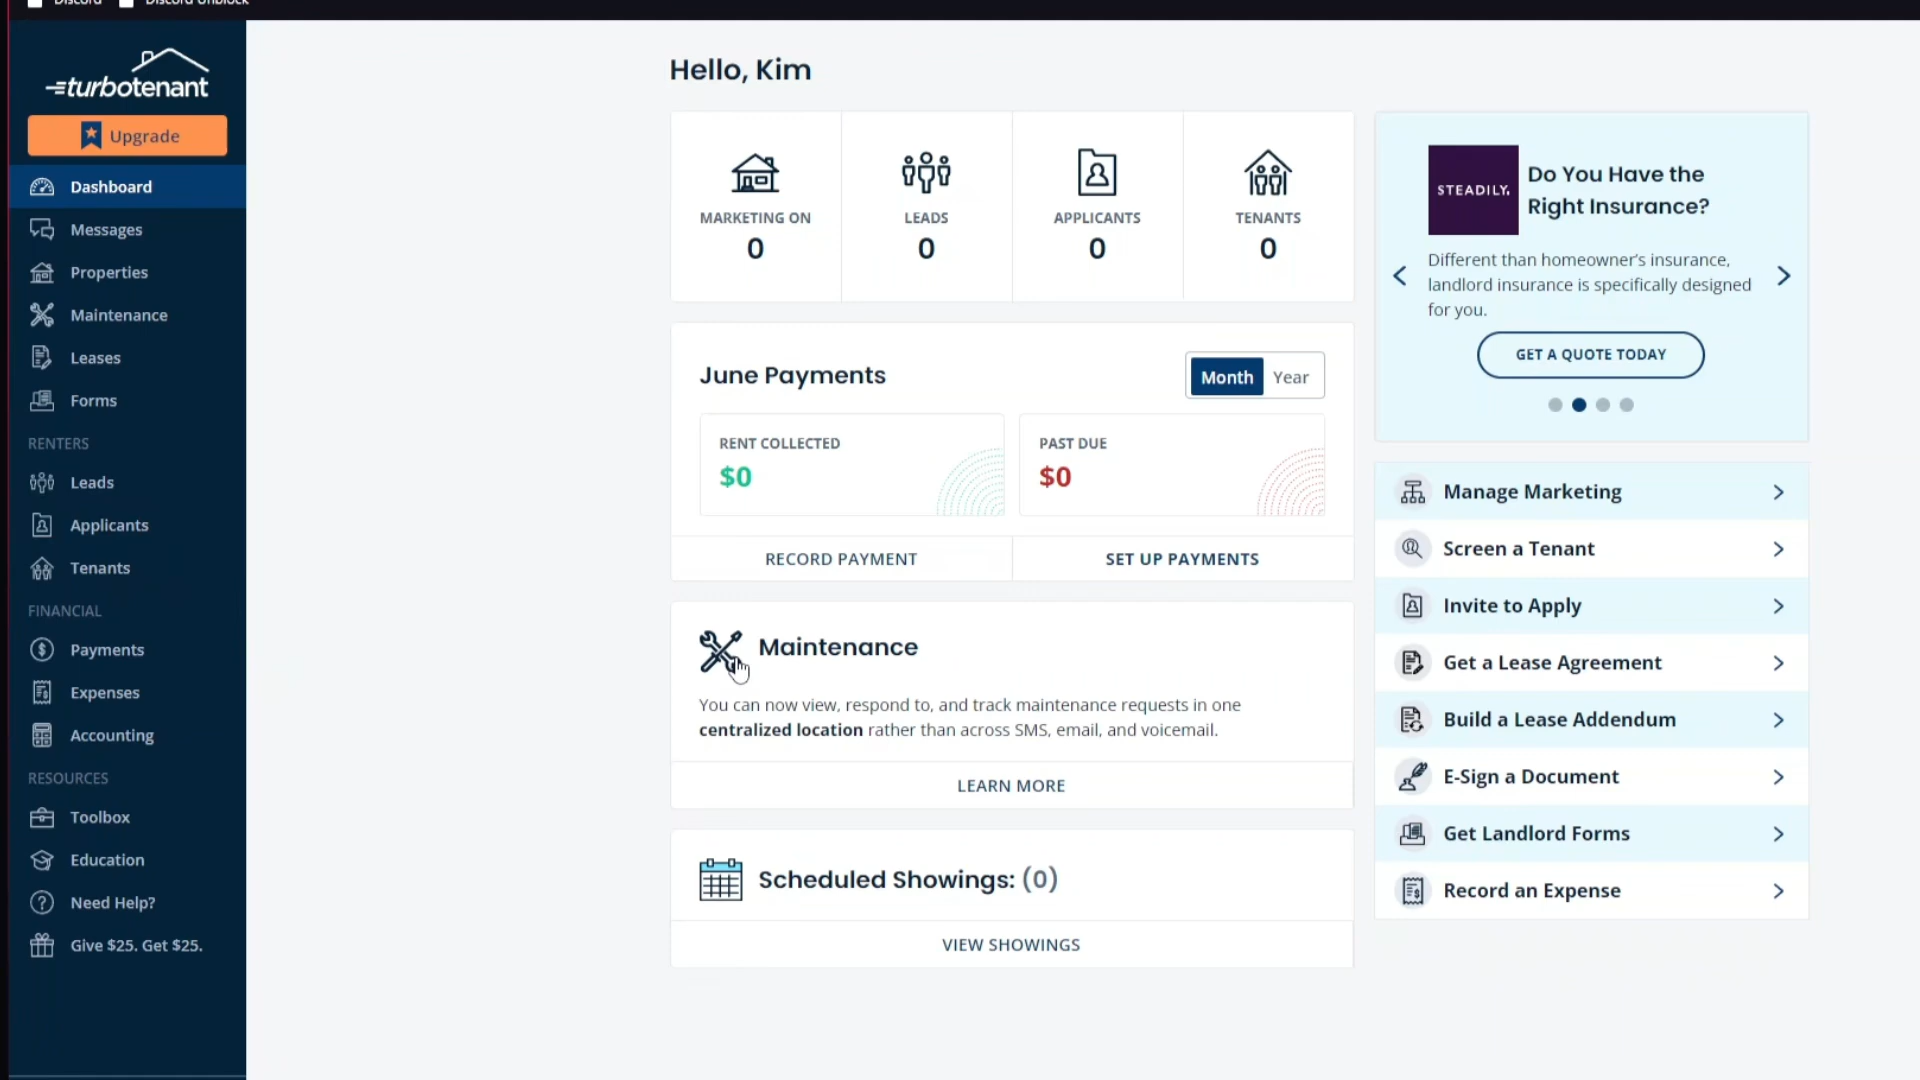 Discord
Discord Unblock
turbotenant
Upgrade
Dashboard
Messages
Properties
Maintenance
Leases
Forms
RENTERS
Leads
Applicants
Tenants
FINANCIAL
Payments
Expenses
Accounting
RESOURCES
Toolbox
Education
Need Help?
Give $25. Get $25.
Hello, Kim
MARKETING ON
0
LEADS
0
APPLICANTS
0
TENANTS
0
June Payments
Month
Year
RENT COLLECTED
$0
PAST DUE
$0
RECORD PAYMENT
SET UP PAYMENTS
Maintenance
You can now view, respond to, and track maintenance requests in one
centralized location rather than across SMS, email, and voicemail.
LEARN MORE
Scheduled Showings: (0)
VIEW SHOWINGS
STEADILY.
Do You Have the
Right Insurance?
Different than homeowner’s insurance,
landlord insurance is specifically designed
for you.
GET A QUOTE TODAY
Manage Marketing
Screen a Tenant
Invite to Apply
Get a Lease Agreement
Build a Lease Addendum
E-Sign a Document
Get Landlord Forms
Record an Expense